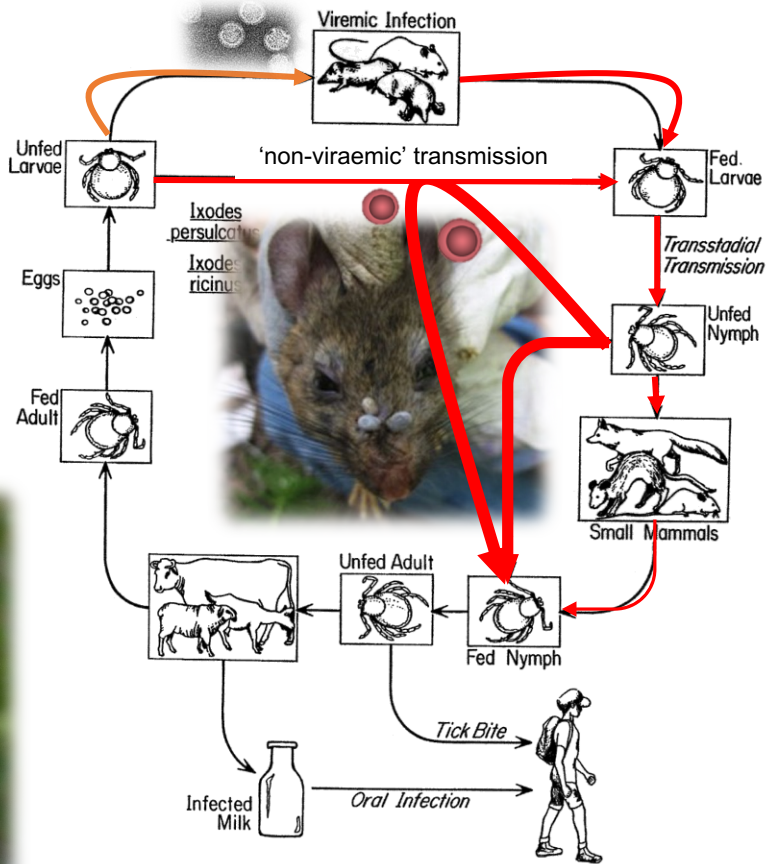 Viremic Infection
Unfed
Larvae
'non-viraemic' transmission
Fed.
Larvae
Ixodes
persulcatus
Ixodes
ricinus
Transstadial
Transmission
Eggs
Unfed
Nymph
Fed
Adult
Small Mammals
Unfed Adult
Fed Nymph
Tick Bite
Infected
Milk
Oral Infection